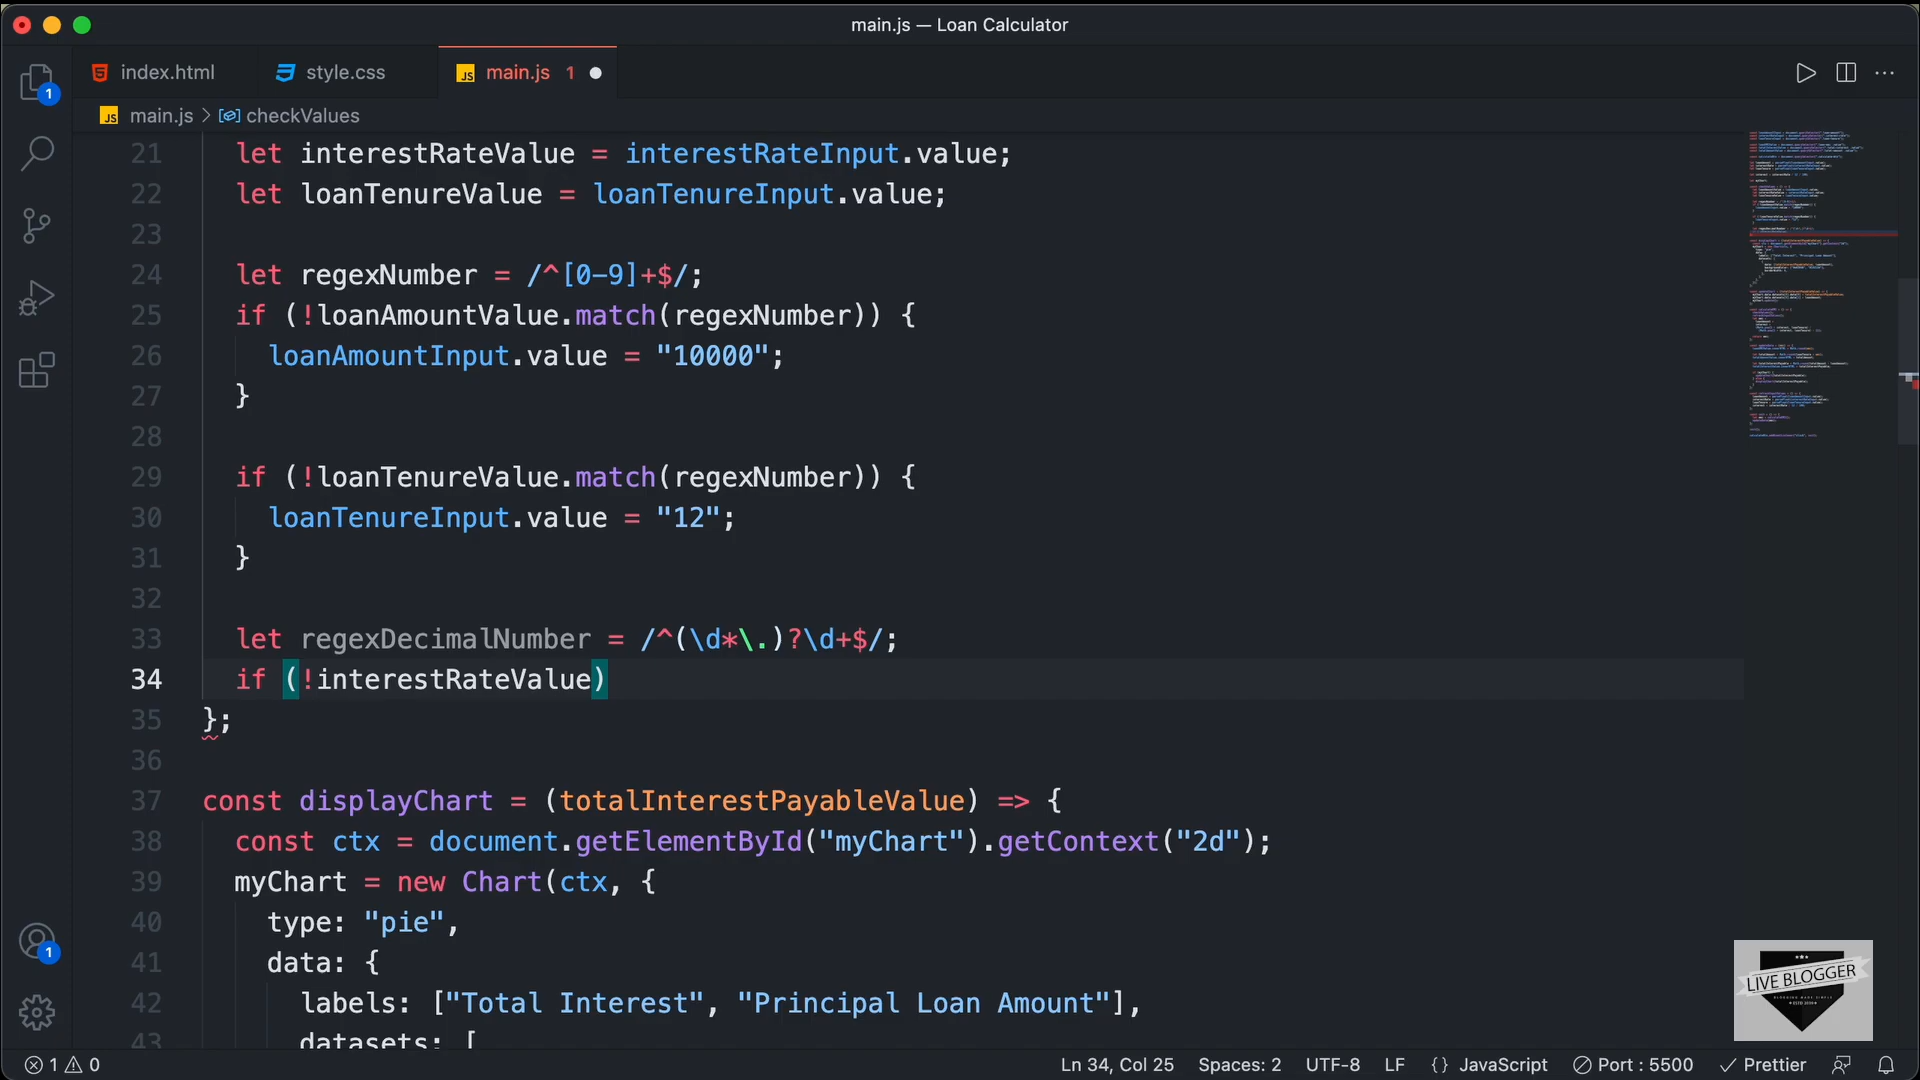 main.js — Loan Calculator
index.html
style.css
JS main.js 1
1
JS main.js > checkValues
21 let interestRateValue = interestRateInput.value;
22 let loanTenureValue = loanTenureInput.value;
23
24 let regexNumber = /^[0-9]+$/;
25 if (!loanAmountValue.match(regexNumber)) {
26 loanAmountInput.value = "10000";
27 }
28
29 if (!loanTenureValue.match(regexNumber)) {
30 loanTenureInput.value = "12";
31 }
32
33 let regexDecimalNumber = /^(\d*\.)?\d+$/;
34 if (!interestRateValue)
35 };
36
37 const displayChart = (totalInterestPayableValue) => {
38 const ctx = document.getElementById("myChart").getContext("2d");
39 myChart = new Chart(ctx, {
40 type: "pie",
41 data: {
42 labels: ["Total Interest", "Principal Loan Amount"],
43 datasets: [
1
LIVE BLOGGER
1 0
Ln 34, Col 25 Spaces: 2 UTF-8 LF {} JavaScript Port : 5500 Prettier